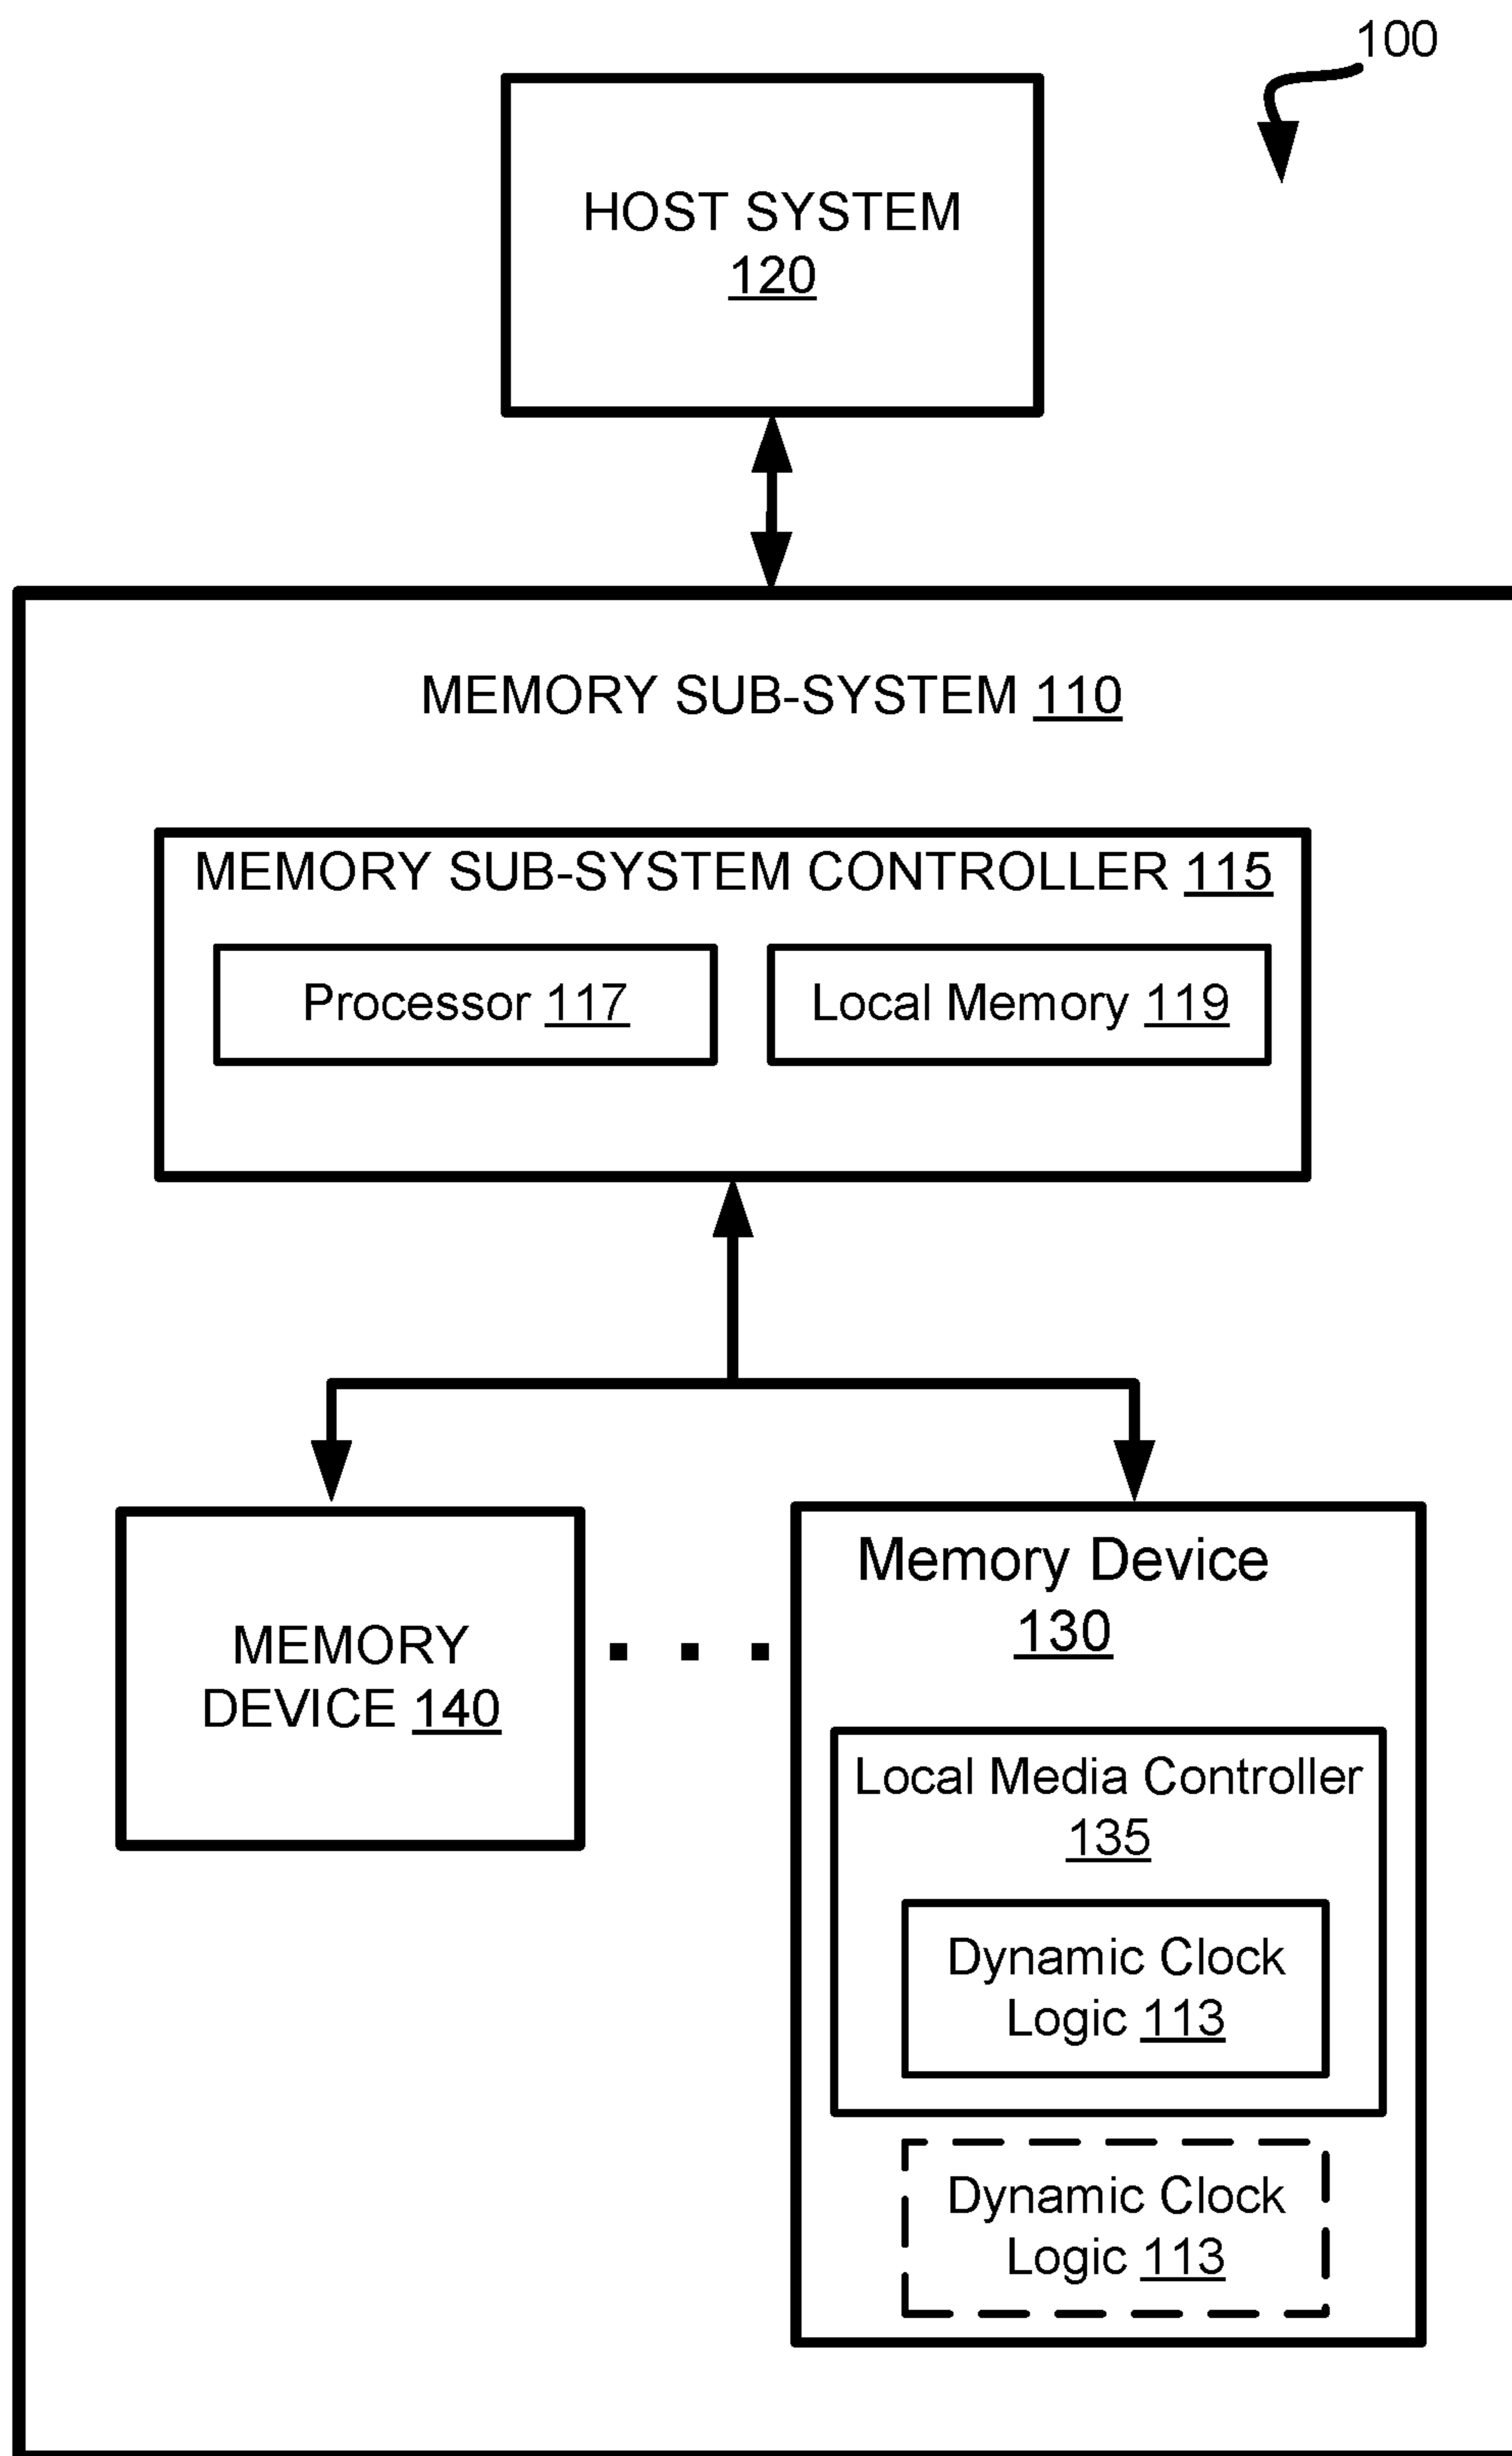 100
HOST SYSTEM
120
MEMORY SUB-SYSTEM 110
MEMORY SUB-SYSTEM CONTROLLER 115
Processor 117
Local Memory 119
MEMORY
DEVICE 140
Memory Device
130
Local Media Controller
135
Dynamic Clock
Logic 113
Dynamic Clock
Logic 113